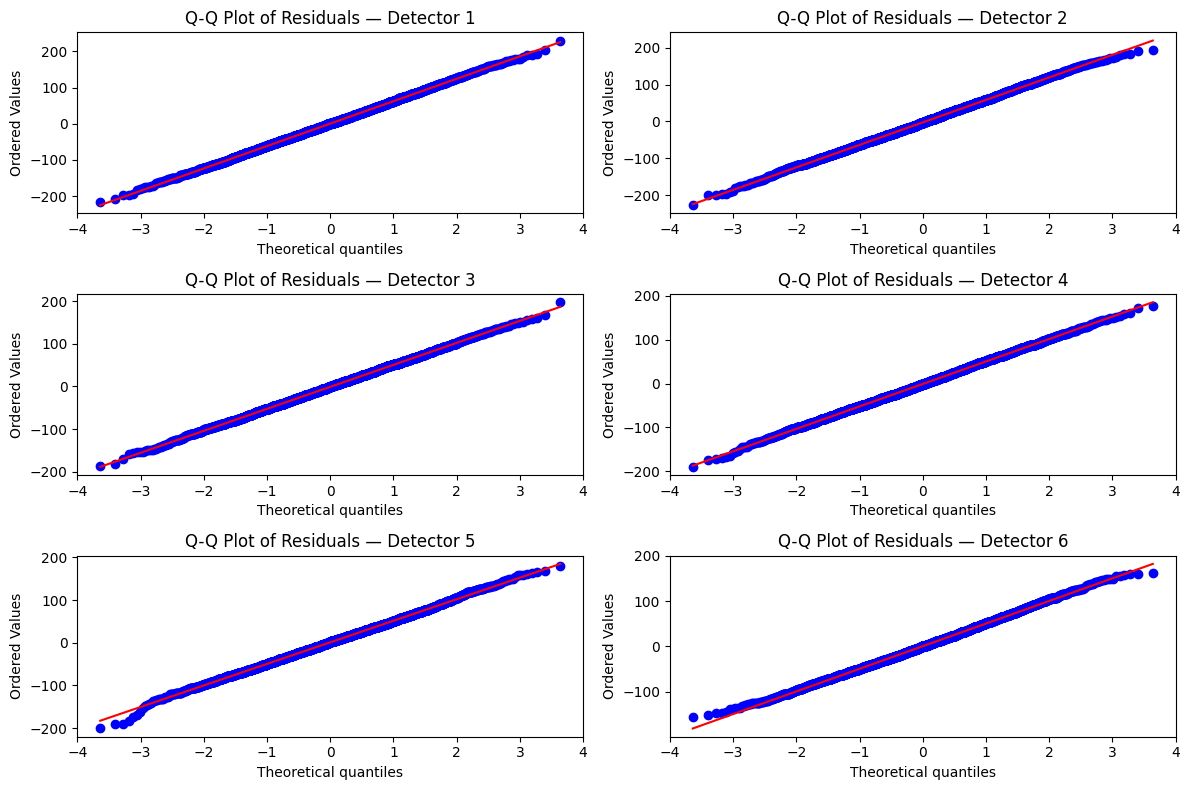 Q-Q Plot of Residuals — Detector 1
Ordered Values
200
100
0
−100
−200
−4 −3 −2 −1 0 1 2 3 4
Theoretical quantiles
Q-Q Plot of Residuals — Detector 2
Ordered Values
200
100
0
−100
−200
−4 −3 −2 −1 0 1 2 3 4
Theoretical quantiles
Q-Q Plot of Residuals — Detector 3
Ordered Values
200
100
0
−100
−200
−4 −3 −2 −1 0 1 2 3 4
Theoretical quantiles
Q-Q Plot of Residuals — Detector 4
Ordered Values
200
100
0
−100
−200
−4 −3 −2 −1 0 1 2 3 4
Theoretical quantiles
Q-Q Plot of Residuals — Detector 5
Ordered Values
200
100
0
−100
−200
−4 −3 −2 −1 0 1 2 3 4
Theoretical quantiles
Q-Q Plot of Residuals — Detector 6
Ordered Values
200
100
0
−100
−4 −3 −2 −1 0 1 2 3 4
Theoretical quantiles